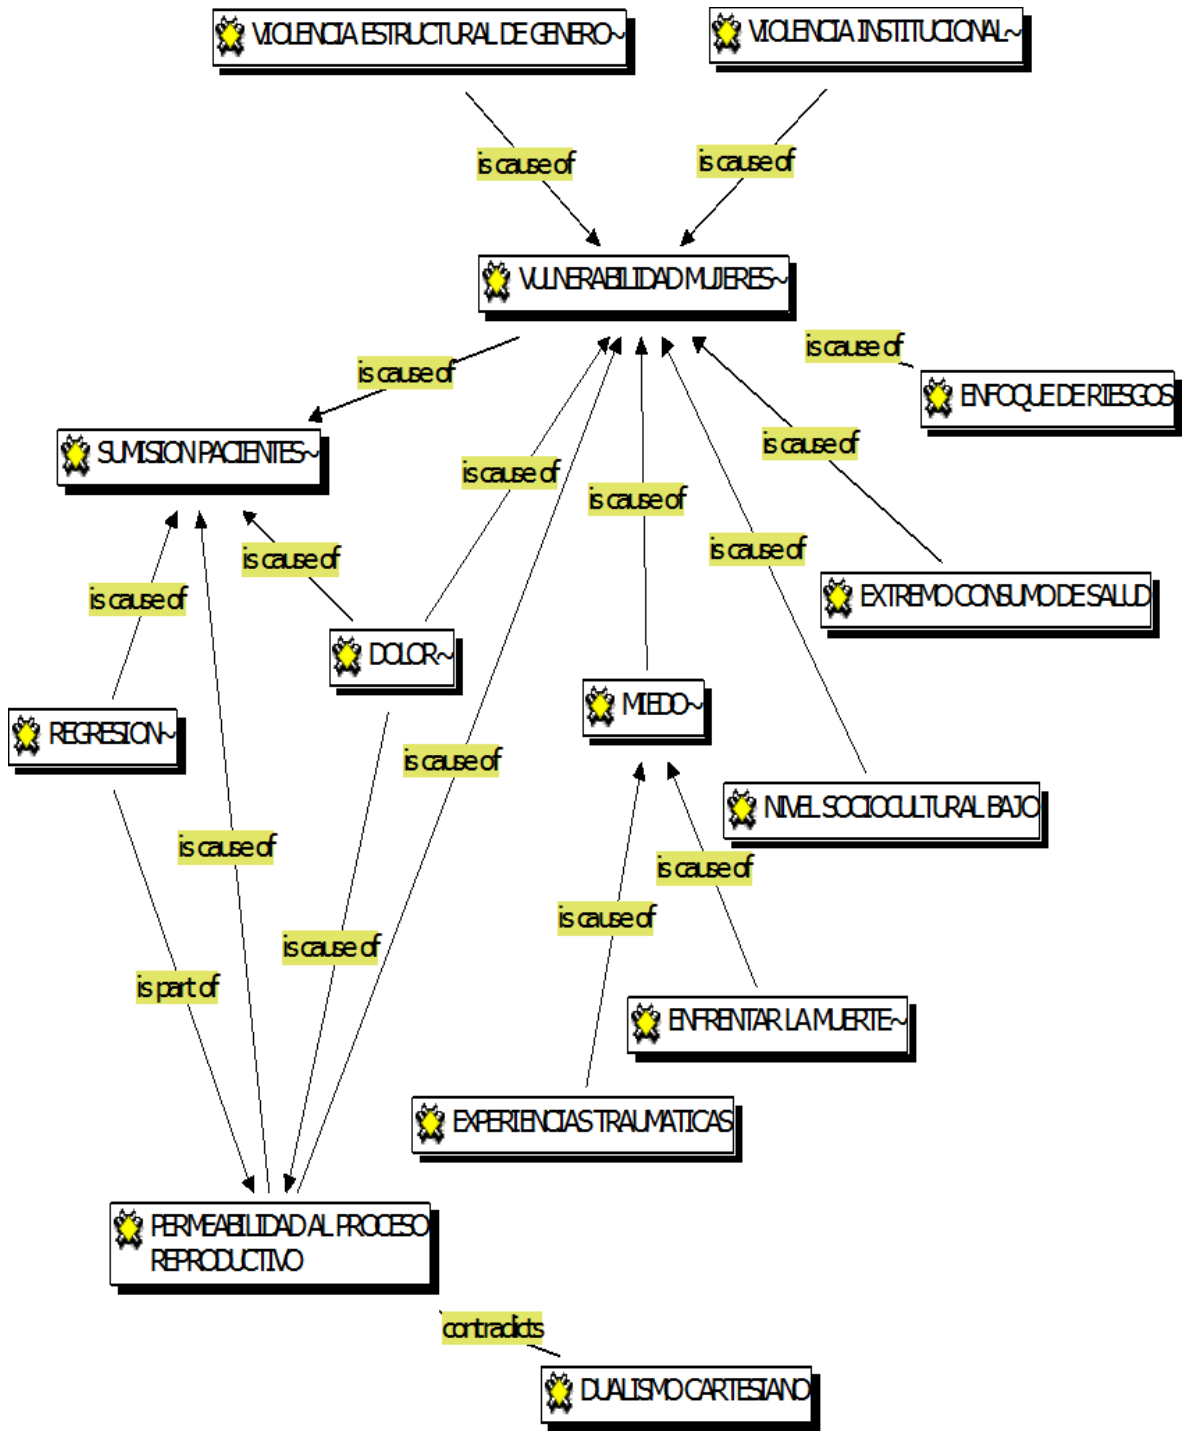 VIOLENCIA ESTRUCTURAL DE GENERO~
VIOLENCIA INSTITUCIONAL~
is cause of
is cause of
VULNERABILIDAD MUJERES~
is cause of
is cause of
ENFOQUE DE RIESGOS
SUMISION PACIENTES~
is cause of
is cause of
is cause of
is cause of
is cause of
is cause of
EXTREMO CONSUMO DE SALUD
DOLOR~
MIEDO~
REGRESION~
is cause of
NIVEL SOCIOCULTURAL BAJO
is cause of
is cause of
is cause of
is cause of
is part of
ENFRENTAR LA MUERTE~
EXPERIENCIAS TRAUMATICAS
PERMEABILIDAD AL PROCESO
REPRODUCTIVO
contradicts
DUALISMO CARTESIANO